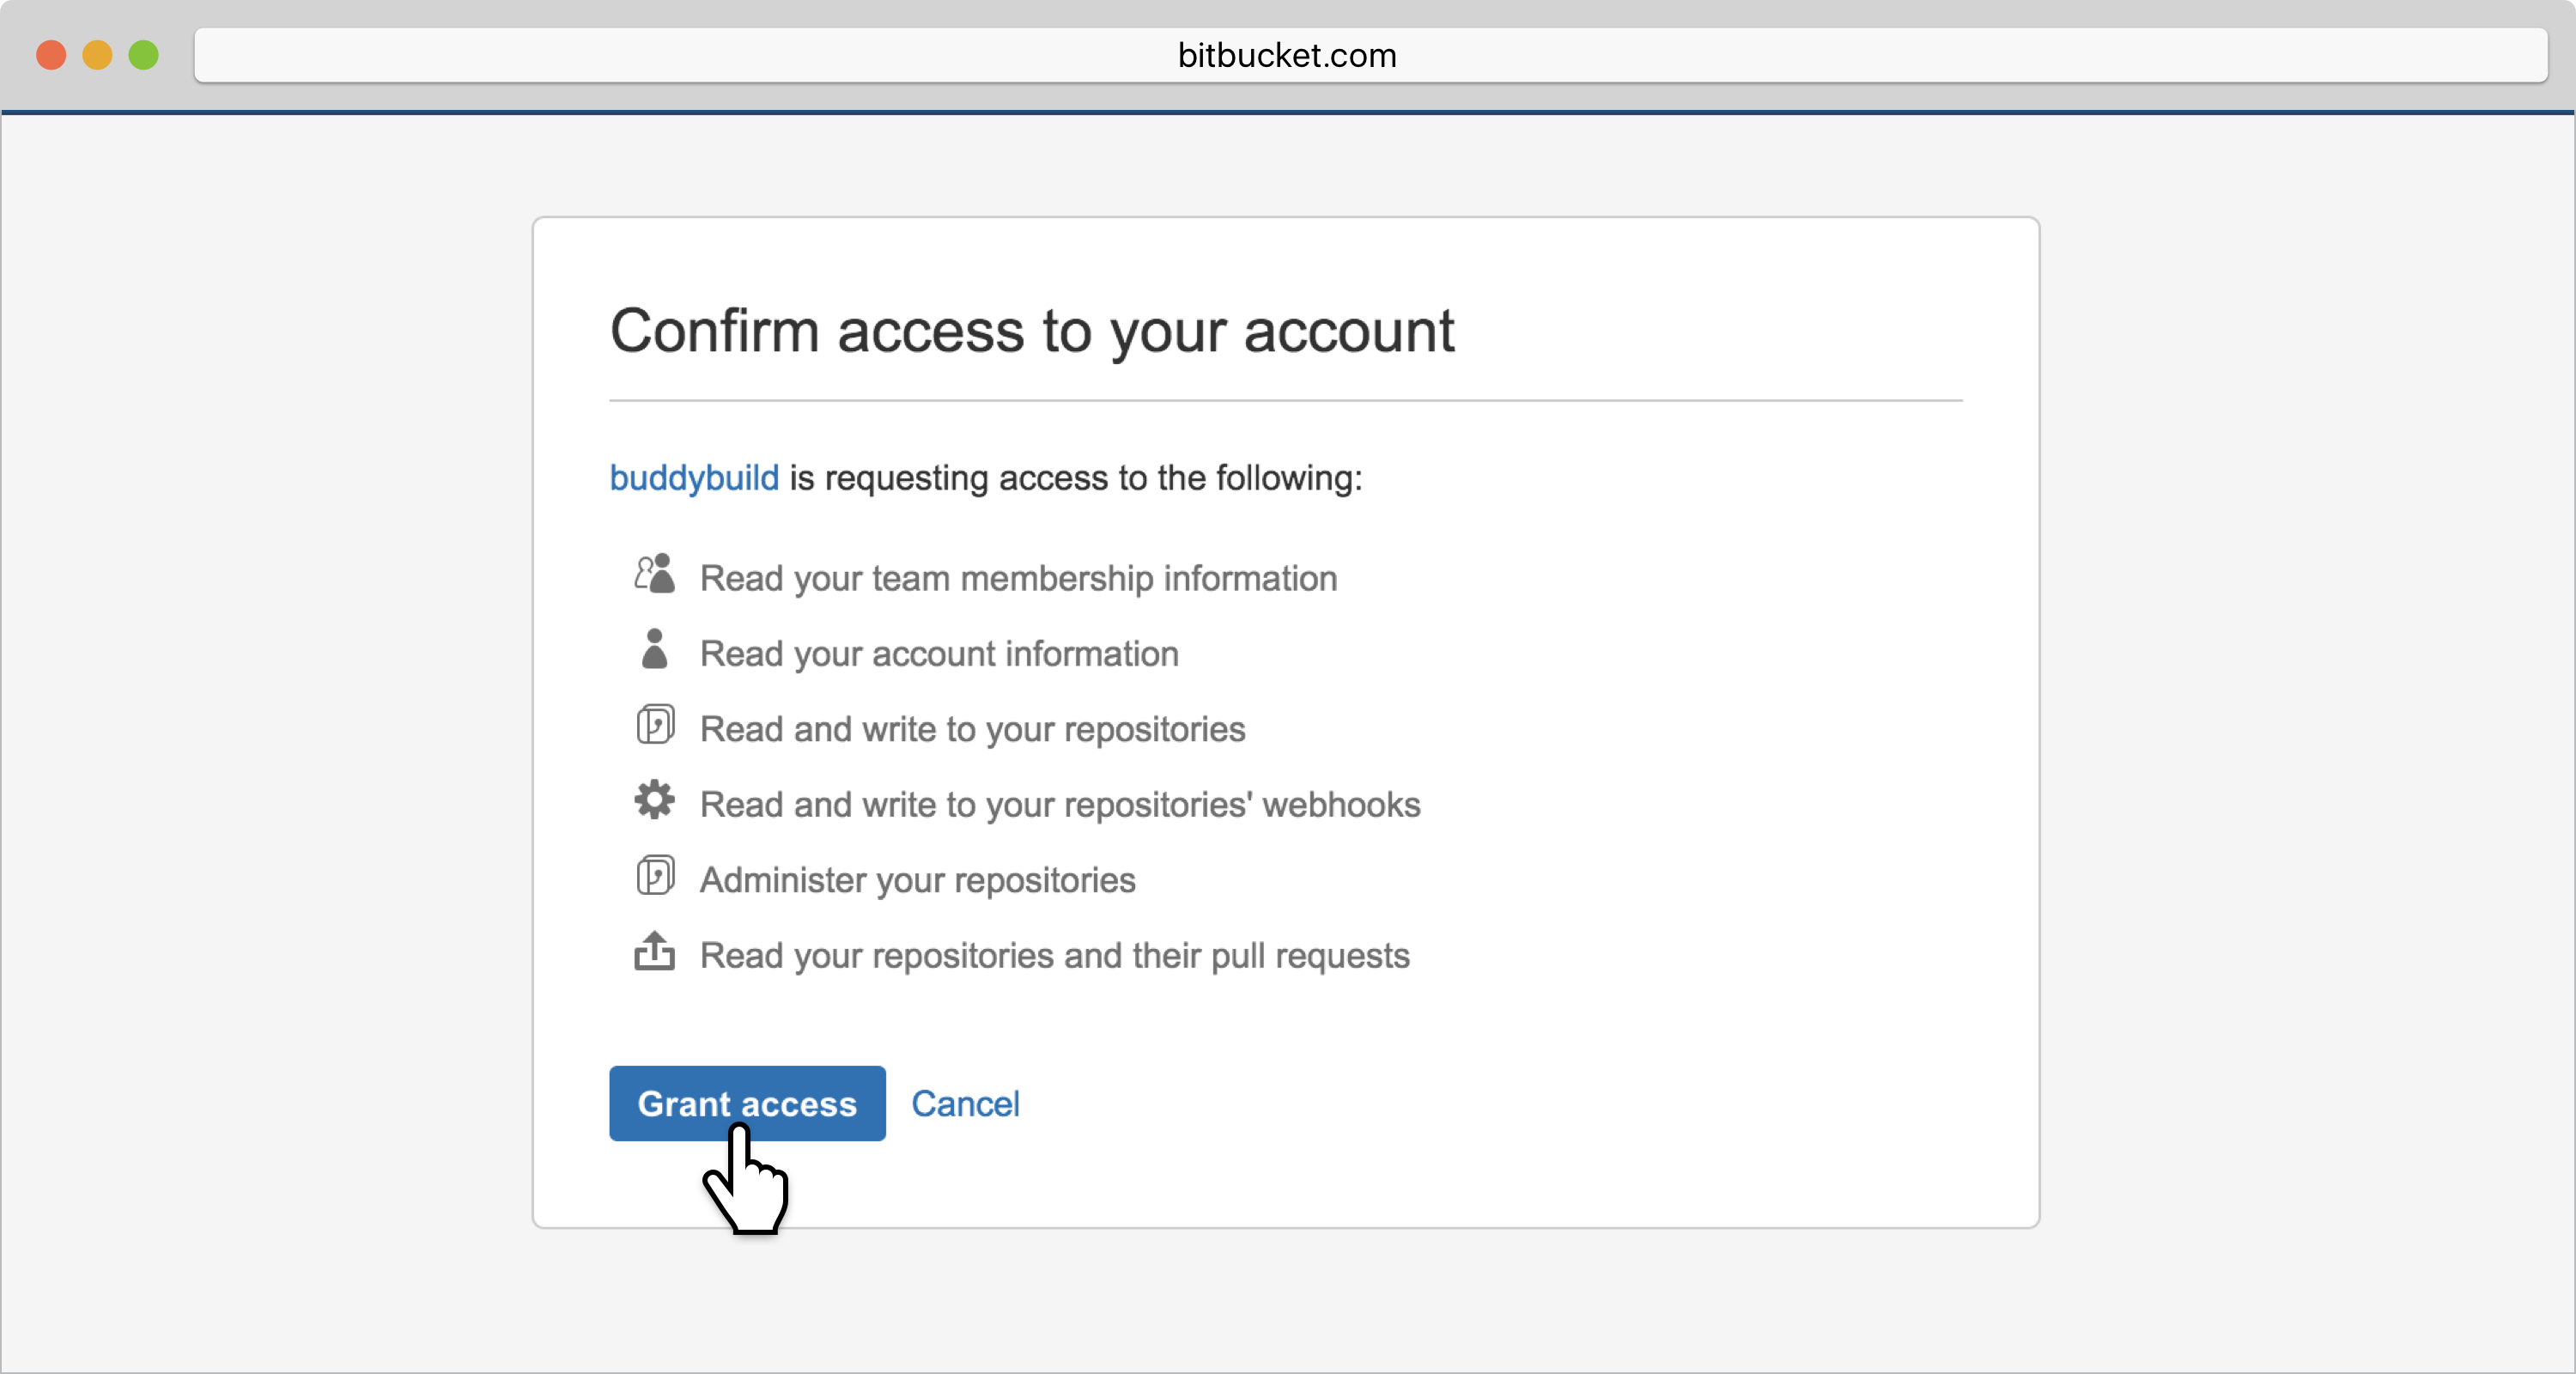 bitbucket.com
Confirm access to your account
buddybuild is requesting access to the following:
Read your team membership information
Read your account information
Read and write to your repositories
Read and write to your repositories' webhooks
Administer your repositories
Read your repositories and their pull requests
Grant access Cancel